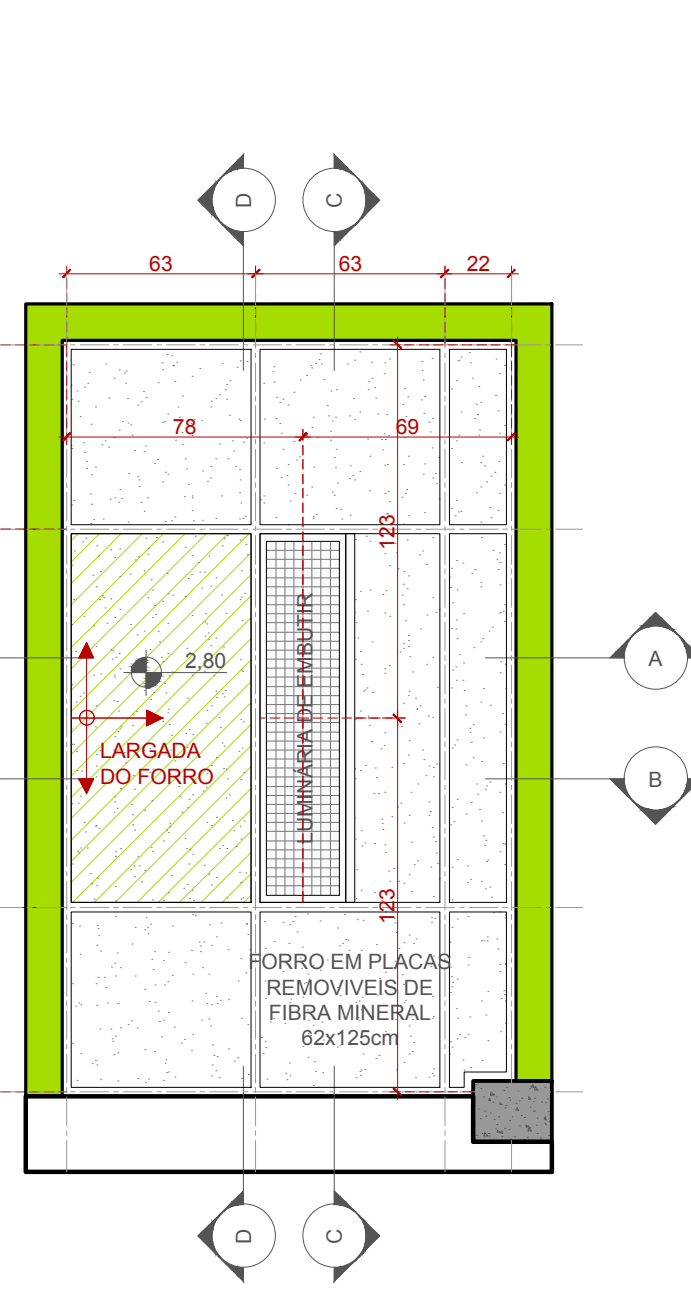 D
C
63
63
22
78
69
123
2,80
LUMINÁRIA DE EMBUTIR
LARGADA
DO FORRO
A
B
123
FORRO EM PLACAS
REMOVIVEIS DE
FIBRA MINERAL
62x125cm
D
C